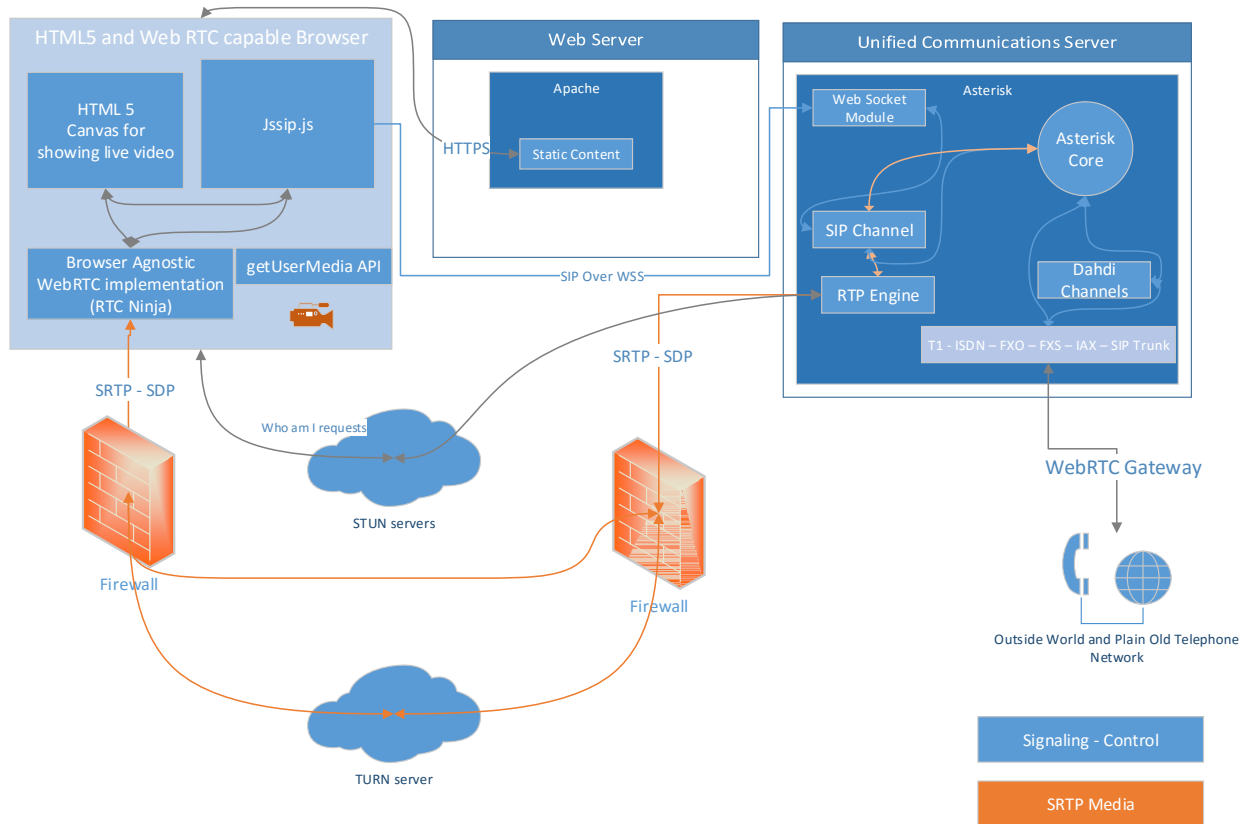 HTML5 and Web RTC capable Browser
HTML 5
Canvas for
showing live video
Jssip.js
Browser Agnostic
WebRTC implementation
(RTC Ninja)
getUserMedia API
Web Server
Apache
HTTPS
Static Content
Unified Communications Server
Asterisk
Web Socket
Module
Asterisk
Core
SIP Channel
RTP Engine
Dahdi
Channels
T1 - ISDN – FXO – FXS – IAX – SIP Trunk
SIP Over WSS
SRTP - SDP
SRTP - SDP
Who am I requests
STUN servers
Firewall
Firewall
WebRTC Gateway
Outside World and Plain Old Telephone
Network
TURN server
Signaling - Control
SRTP Media